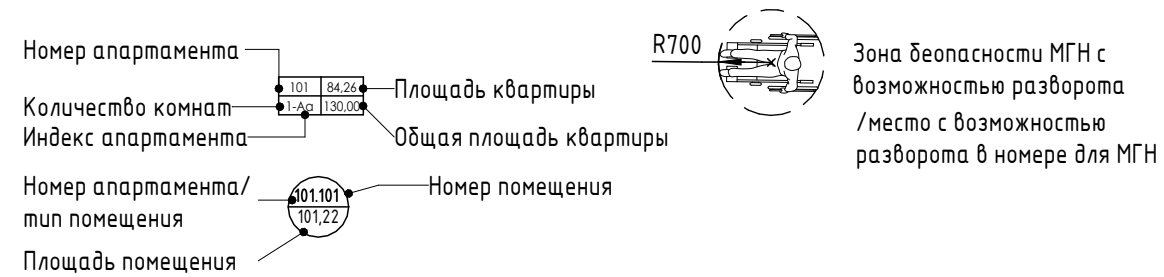 Номер апартамента
101 84,26
Площадь квартиры
Количество комнат
1-Аа 130,00
Индекс апартамента
Общая площадь квартиры
Номер апартамента/
тип помещения
101.101
101,22
Номер помещения
Площадь помещения
R700
Зона беопасности МГН с
возможностью разворота
/место с возможностью
разворота в номере для МГН